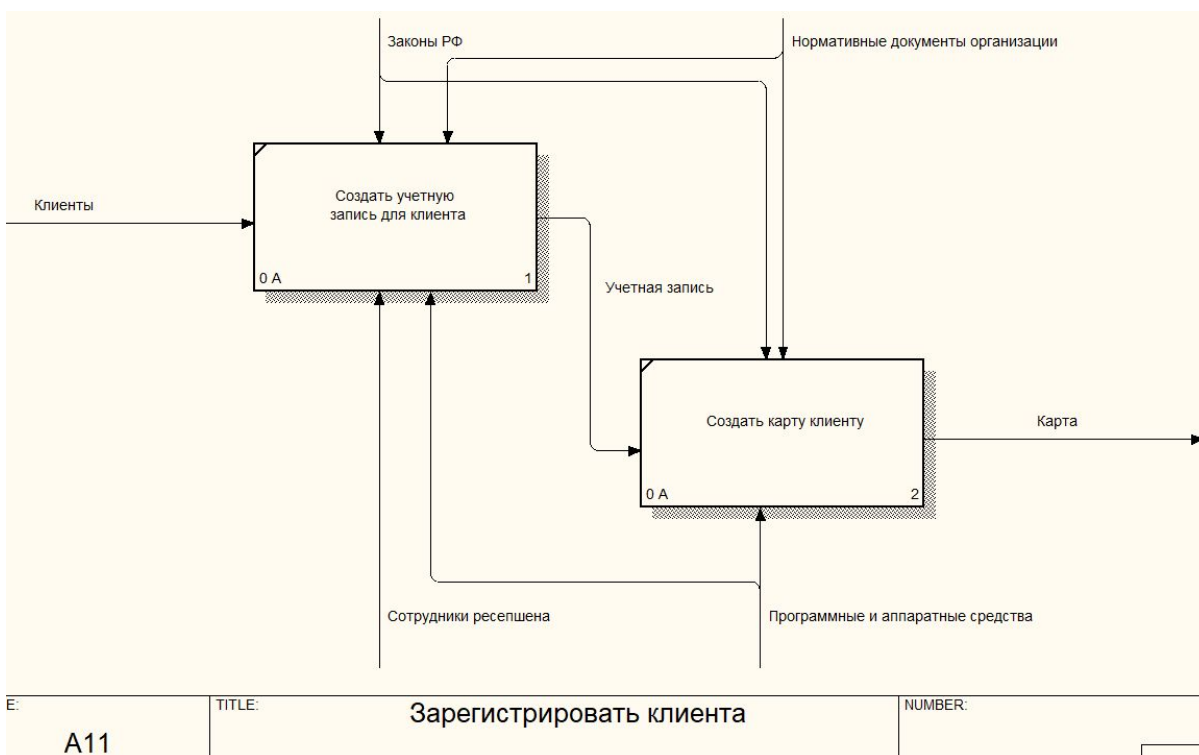 Законы РФ
Нормативные документы организации
Клиенты
Создать учетную
запись для клиента
0 А
1
Учетная запись
Создать карту клиенту
0 А
2
Карта
Сотрудники ресепшена
Программные и аппаратные средства
E:
A11
TITLE:
Зарегистрировать клиента
NUMBER: